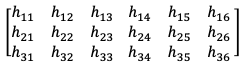 h₁₁ h₁₂ h₁₃ h₁₄ h₁₅ h₁₆
h₂₁ h₂₂ h₂₃ h₂₄ h₂₅ h₂₆
h₃₁ h₃₂ h₃₃ h₃₄ h₃₅ h₃₆